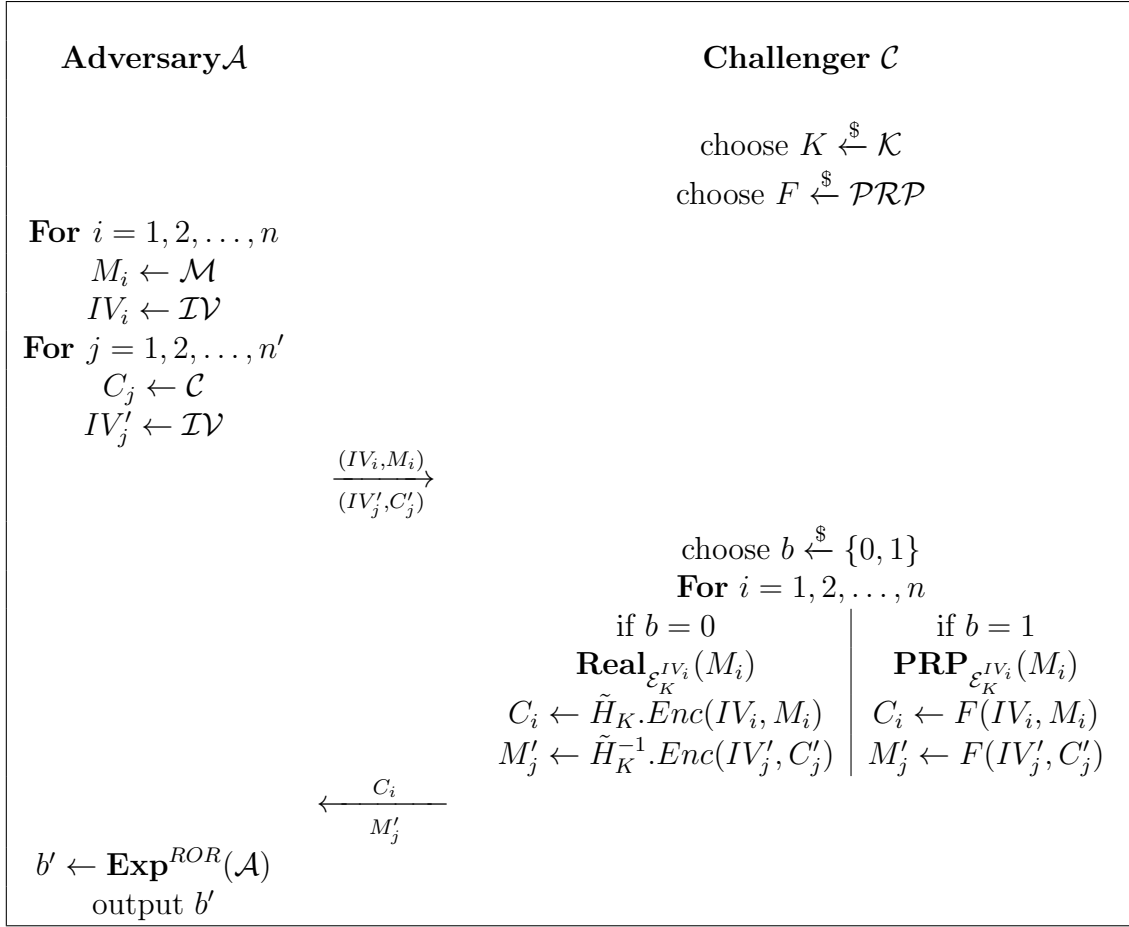 Adversary𝒜 Challenger 𝒞
choose K ←$ 𝒦
choose F ←$ 𝒫ℛ𝒫
For i = 1, 2, . . . , n
M_i ← ℳ
IV_i ← ℐ𝒱
For j = 1, 2, . . . , n′
C_j ← 𝒞
IV′_j ← ℐ𝒱
(IV_i,M_i)
(IV′_j,C′_j)
choose b ←$ {0, 1}
For i = 1, 2, . . . , n
if b = 0 if b = 1
Real_{ℰ_K^{IV_i}}(M_i) PRP_{ℰ_K^{IV_i}}(M_i)
C_i ← H̃_K.Enc(IV_i, M_i) C_i ← F(IV_i, M_i)
M′_j ← H̃_K^{−1}.Enc(IV′_j, C′_j) M′_j ← F(IV′_j, C′_j)
C_i
M′_j
b′ ← Exp^{ROR}(𝒜)
output b′